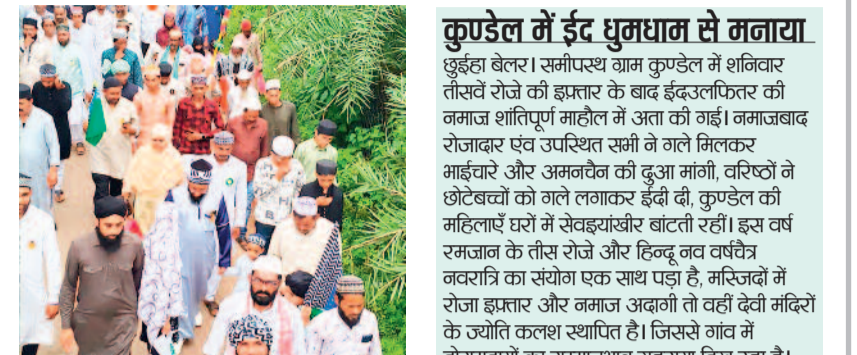 कुण्डेल में ईद धुमधाम से मनाया
छुईहा बेलर। समीपस्थ ग्राम कुण्डेल में शनिवार
तीसवें रोजे की इफ़्तार के बाद ईदउलफितर की
नमाज शांतिपूर्ण माहौल में अता की गई। नमाजबाद
रोजादार एंव उपस्थित सभी ने गले मिलकर
भाईचारे और अमनचैन की दुआ मांगी, वरिष्ठों ने
छोटेबच्चों को गले लगाकर ईदी दी, कुण्डेल की
महिलाएँ घरों में सेवइयांखीर बांटती रहीं। इस वर्ष
रमजान के तीस रोजे और हिन्दू नव वर्षचैत्र
नवरात्रि का संयोग एक साथ पड़ा है, मस्जिदों में
रोजा इफ़्तार और नमाज अदागी तो वहीं देवी मंदिरों
के ज्योति कलश स्थापित है। जिससे गांव में